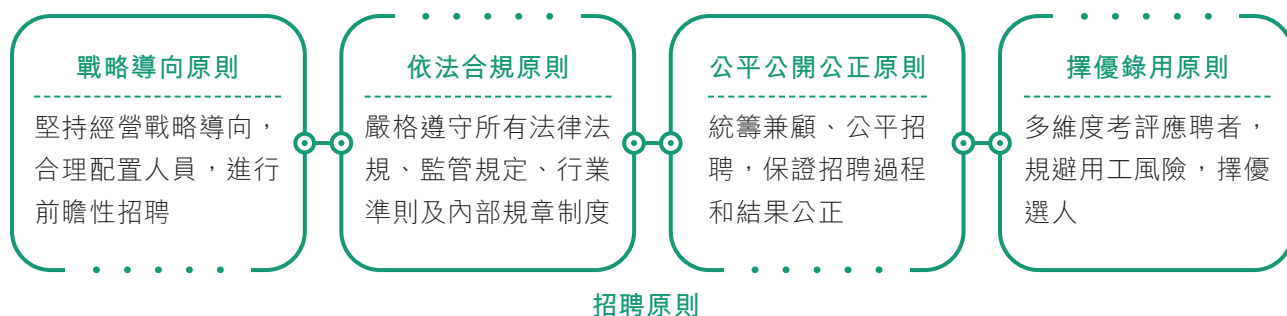 戰略導向原則
堅持經營戰略導向，
合理配置人員，進行
前瞻性招聘
依法合規原則
嚴格遵守所有法律法
規、監管規定、行業
準則及內部規章制度
公平公開公正原則
統籌兼顧、公平招
聘，保證招聘過程
和結果公正
擇優錄用原則
多維度考評應聘者，
規避用工風險，擇優
選人
招聘原則